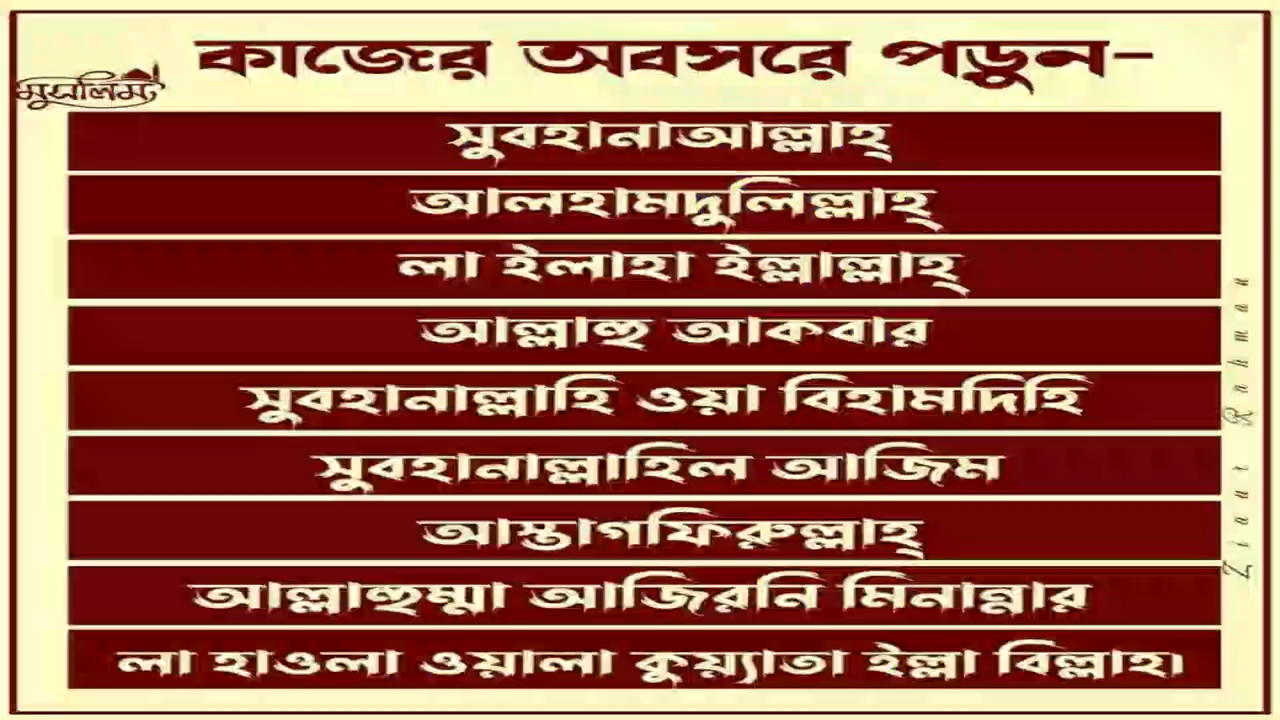 কাজের অবসরে পড়ুন-
মুসলিমস
সুবহানাআল্লাহ্
আলহামদুলিল্লাহ্
লা ইলাহা ইল্লাল্লাহ্
আল্লাহু আকবার
সুবহানাল্লাহি ওয়া বিহামদিহি
সুবহানাল্লাহিল আজিম
আস্তাগফিরুল্লাহ্
আল্লাহুম্মা আজিরনি মিনান্নার
লা হাওলা ওয়ালা কুয়্যাতা ইল্লা বিল্লাহ।
Ziaur Rahman